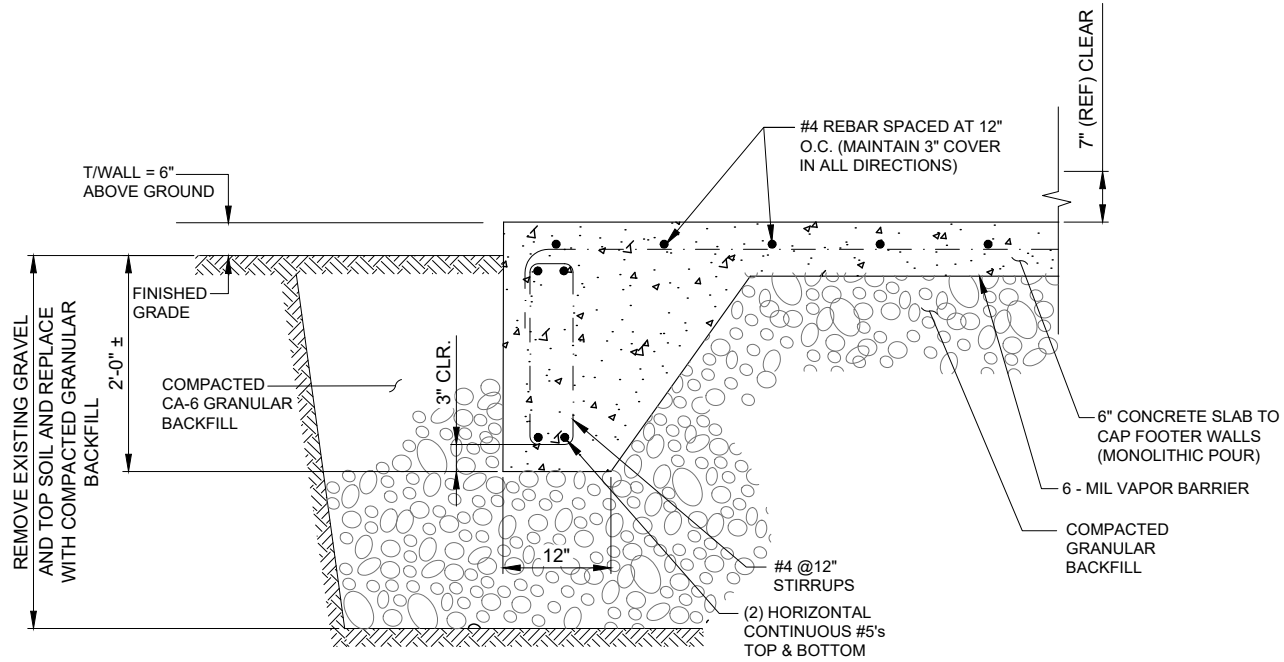 7" (REF) CLEAR
#4 REBAR SPACED AT 12"
O.C. (MAINTAIN 3" COVER
IN ALL DIRECTIONS)
T/WALL = 6"
ABOVE GROUND
FINISHED
GRADE
REMOVE EXISTING GRAVEL
AND TOP SOIL AND REPLACE
WITH COMPACTED GRANULAR
BACKFILL
2'-0" ±
COMPACTED
CA-6 GRANULAR
BACKFILL
3" CLR.
6" CONCRETE SLAB TO
CAP FOOTER WALLS
(MONOLITHIC POUR)
6 - MIL VAPOR BARRIER
COMPACTED
GRANULAR
BACKFILL
12"
#4 @12"
STIRRUPS
(2) HORIZONTAL
CONTINUOUS #5's
TOP & BOTTOM